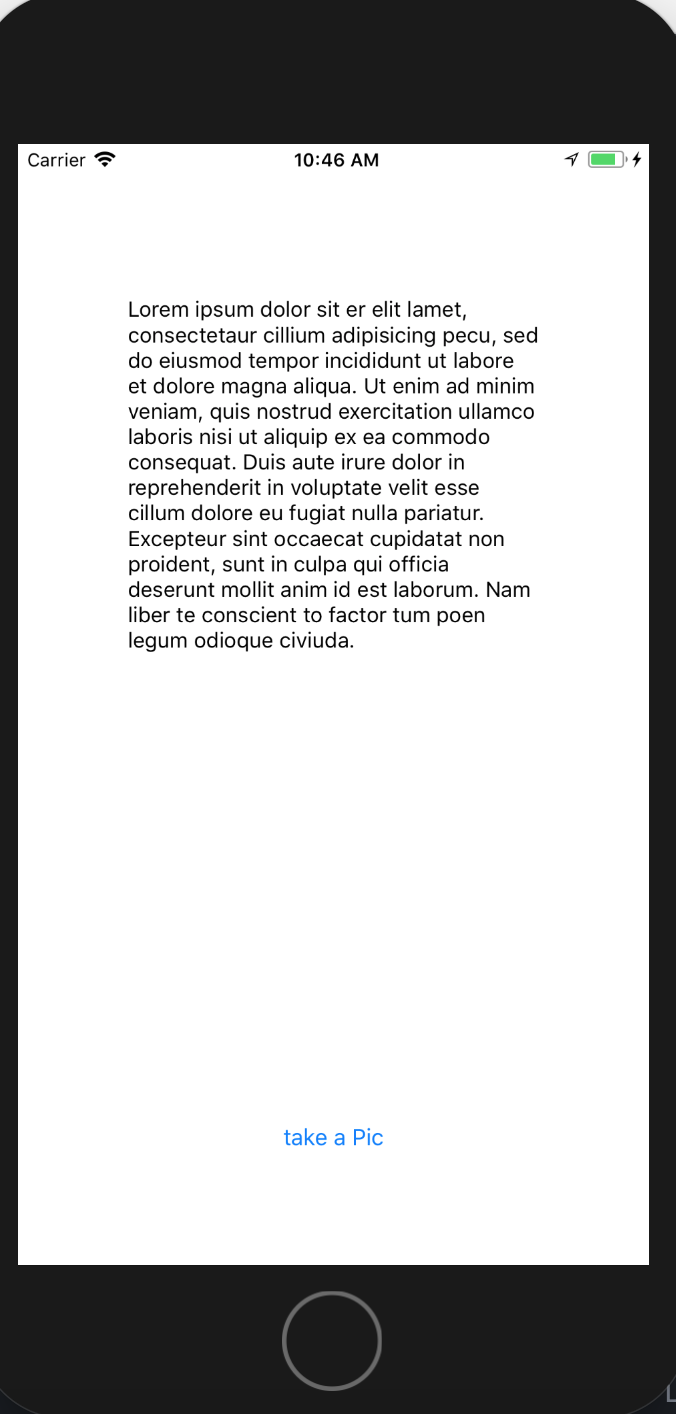 Carrier 10:46 AM
Lorem ipsum dolor sit er elit lamet,
consectetaur cillium adipisicing pecu, sed
do eiusmod tempor incididunt ut labore
et dolore magna aliqua. Ut enim ad minim
veniam, quis nostrud exercitation ullamco
laboris nisi ut aliquip ex ea commodo
consequat. Duis aute irure dolor in
reprehenderit in voluptate velit esse
cillum dolore eu fugiat nulla pariatur.
Excepteur sint occaecat cupidatat non
proident, sunt in culpa qui officia
deserunt mollit anim id est laborum. Nam
liber te conscient to factor tum poen
legum odioque civiuda.
take a Pic